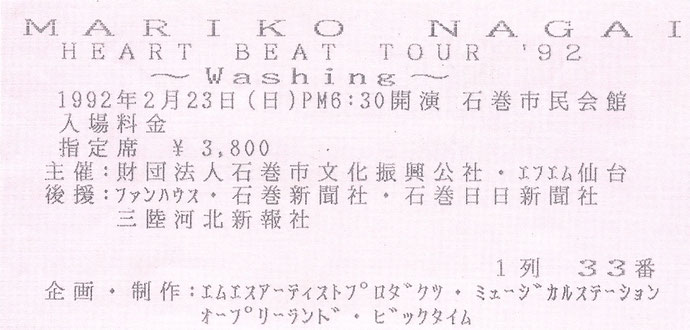 MARIKO NAGAI
HEART BEAT TOUR '92
～Washing～
1992年2月23日(日)PM6:30開演 石巻市民会館
入場料金
指定席 ¥3,800
主催:財団法人石巻市文化振興公社・ｴﾌｴﾑ仙台
後援:ﾌｧﾝﾊｳｽ・石巻新聞社・石巻日日新聞社
三陸河北新報社
1列 33番
企画・制作:ｴﾑｴｽｱｰﾃｨｽﾄﾌﾟﾛﾀﾞｸﾂ・ﾐｭｰｼﾞｶﾙｽﾃｰｼｮﾝ
ｵｰﾌﾟﾘｰﾗﾝﾄﾞ・ﾋﾞｯｸﾀｲﾑ